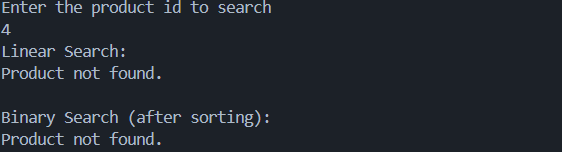 Enter the product id to search
4
Linear Search:
Product not found.
Binary Search (after sorting):
Product not found.